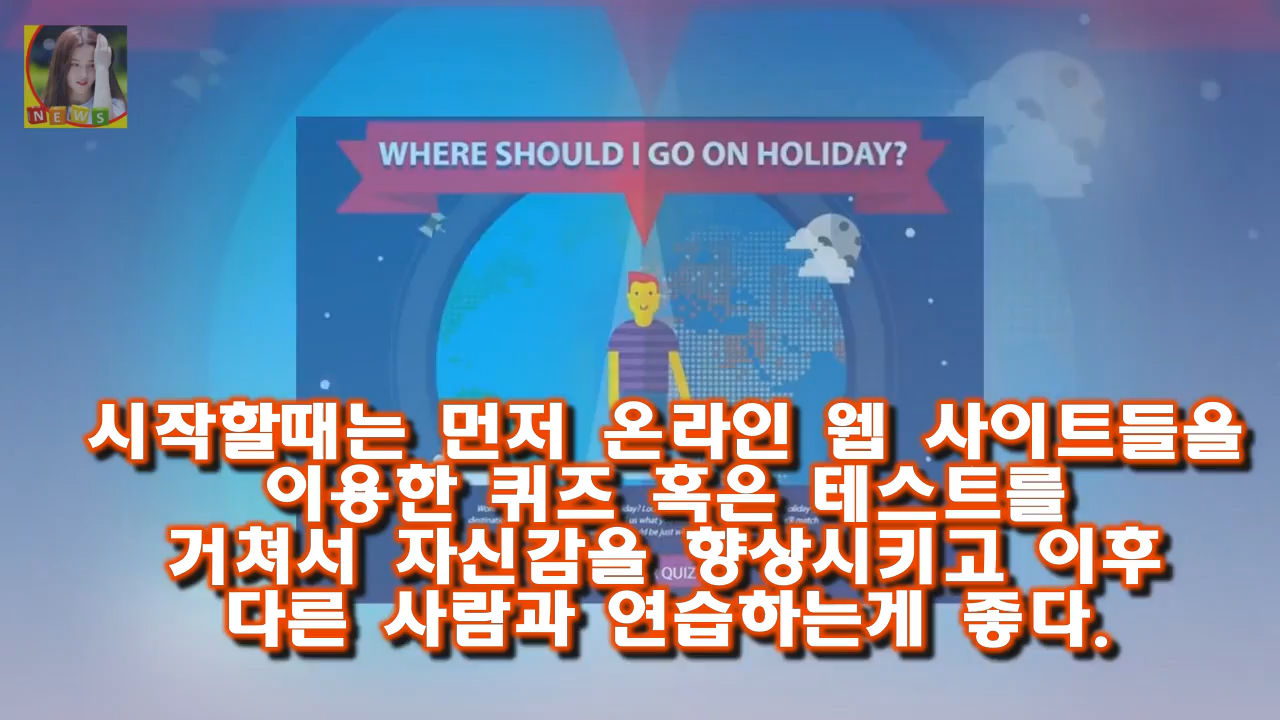 NEWS
WHERE SHOULD I GO ON HOLIDAY?
시작할때는 먼저 온라인 웹 사이트들을
이용한 퀴즈 혹은 테스트를
거쳐서 자신감을 향상시키고 이후
다른 사람과 연습하는게 좋다.
QUIZ